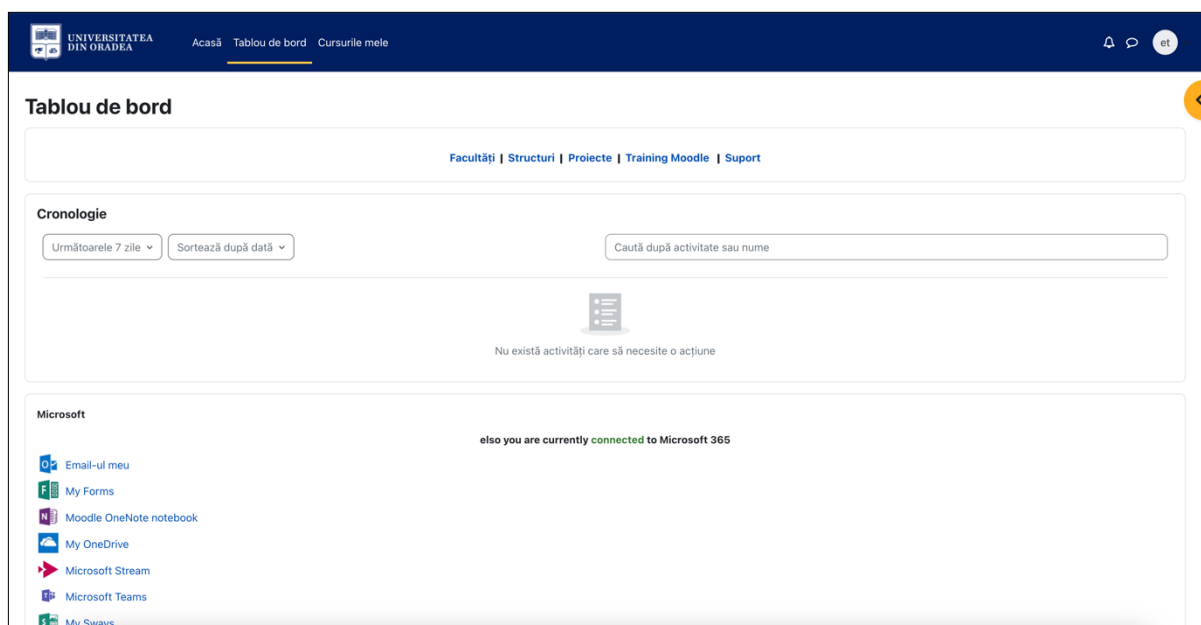 UNIVERSITATEA
DIN ORADEA
Acasă Tablou de bord Cursurile mele
et
Tablou de bord
Facultăți | Structuri | Proiecte | Training Moodle | Suport
Cronologie
Următoarele 7 zile Sortează după dată Caută după activitate sau nume
Nu există activități care să necesite o acțiune
Microsoft
elso you are currently connected to Microsoft 365
Email-ul meu
My Forms
Moodle OneNote notebook
My OneDrive
Microsoft Stream
Microsoft Teams
My Sways